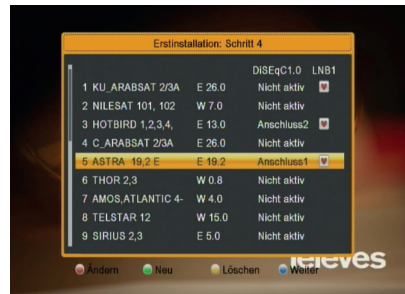 Erstinstallation: Schritt 4
DiSEqC1.0 LNB1
1 KU_ARABSAT 2/3A E 26.0 Nicht aktiv
2 NILESAT 101, 102 W 7.0 Nicht aktiv
3 HOTBIRD 1,2,3,4, E 13.0 Anschluss2
4 C_ARABSAT 2/3A E 26.0 Nicht aktiv
5 ASTRA 19,2 E E 19.2 Anschluss1
6 THOR 2,3 W 0.8 Nicht aktiv
7 AMOS,ATLANTIC 4- W 4.0 Nicht aktiv
8 TELSTAR 12 W 15.0 Nicht aktiv
9 SIRIUS 2,3 E 5.0 Nicht aktiv
Ändern Neu Löschen Weiter
Televes